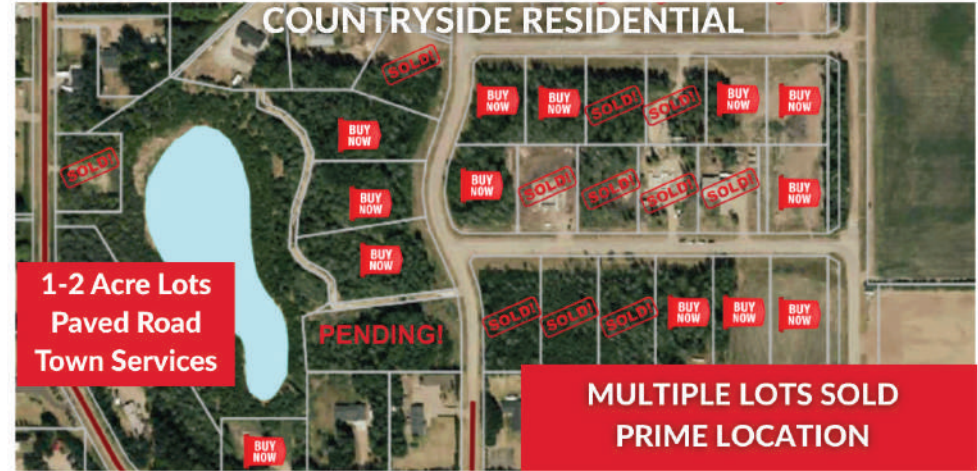 COUNTRYSIDE RESIDENTIAL
SOLD!
BUY
NOW
BUY
NOW
SOLD!
SOLD!
BUY
NOW
BUY
NOW
BUY
NOW
SOLD!
BUY
NOW
BUY
NOW
SOLD!
SOLD!
SOLD!
SOLD!
BUY
NOW
BUY
NOW
1-2 Acre Lots
Paved Road
Town Services
PENDING!
SOLD!
SOLD!
SOLD!
BUY
NOW
BUY
NOW
BUY
NOW
MULTIPLE LOTS SOLD
PRIME LOCATION
BUY
NOW